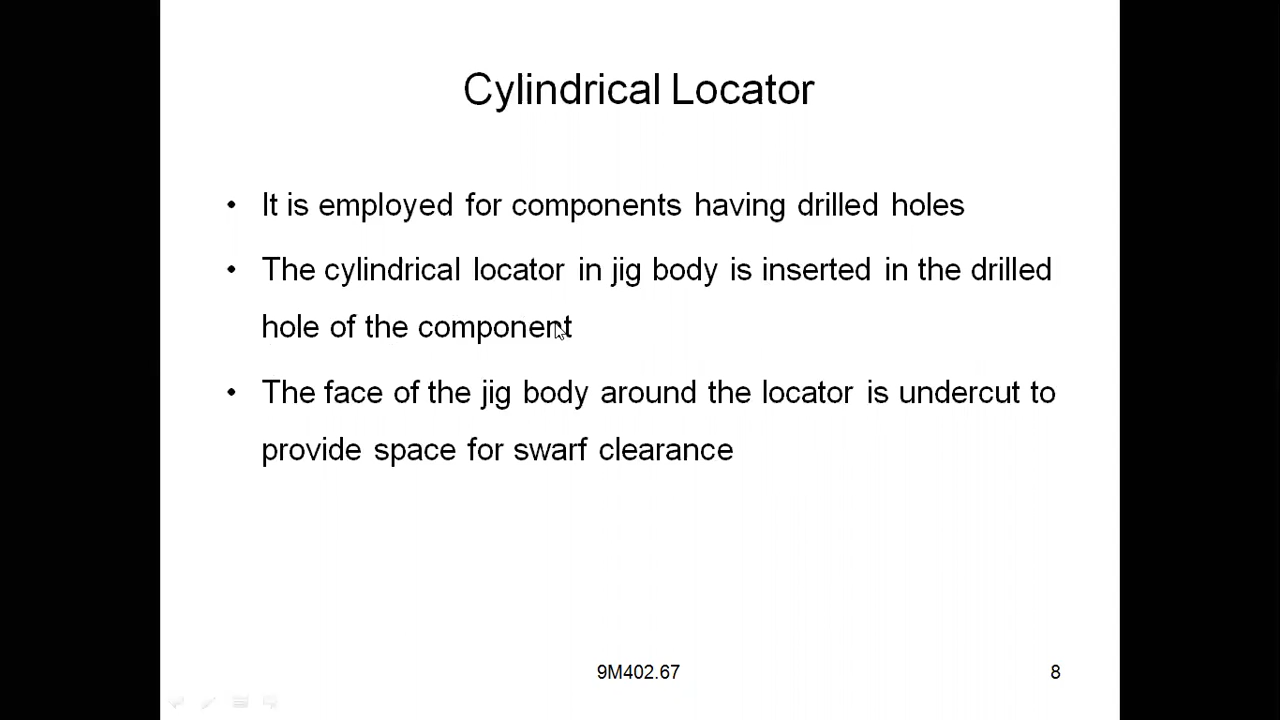 Cylindrical Locator
• It is employed for components having drilled holes
• The cylindrical locator in jig body is inserted in the drilled
hole of the component
• The face of the jig body around the locator is undercut to
provide space for swarf clearance
9M402.67
8